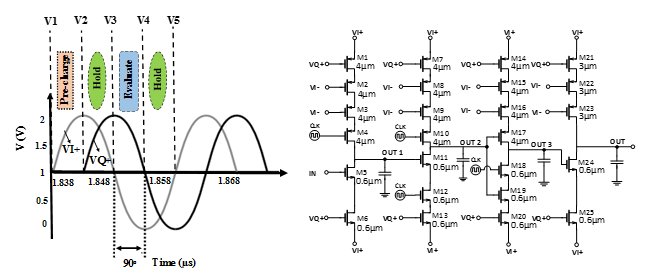 V1 V2 V3 V4 V5
Pre-charge
Hold
Evaluate
Hold
V (V)
2
1.5
1
0.5
0
VI+
VQ+
1.838 1.848 1.858 1.868
90°
Time (μs)
VI+ VI+ VI+ VI+
VQ+ M1 4μm VQ+ M7 4μm VQ+ M14 4μm VQ+ M21 3μm
VI- M2 4μm VI- M8 4μm VI- M15 4μm VI- M22 3μm
VI- M3 4μm VI- M9 4μm VI- M16 4μm VI- M23 3μm
CLK M4 4μm CLK M10 4μm M17 4μm
OUT 1 OUT 2 OUT 3 OUT
IN M5 0.6μm M11 0.6μm CLK M18 0.6μm M24 0.6μm
CLK M12 0.6μm M19 0.6μm
VQ+ M6 0.6μm VQ+ M13 0.6μm VQ+ M20 0.6μm VQ+ M25 0.6μm
VI+ VI+ VI+ VI+